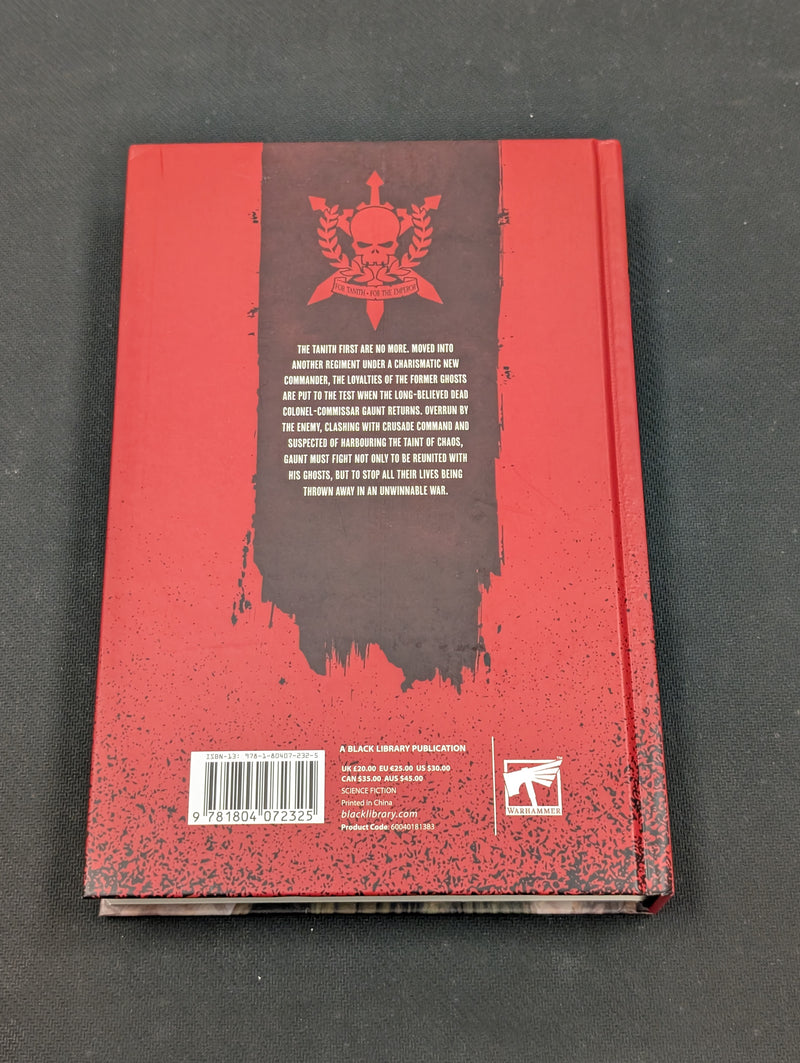 FOR TANITH • FOR THE EMPEROR
THE TANITH FIRST ARE NO MORE. MOVED INTO
ANOTHER REGIMENT UNDER A CHARISMATIC NEW
COMMANDER, THE LOYALTIES OF THE FORMER GHOSTS
ARE PUT TO THE TEST WHEN THE LONG-BELIEVED DEAD
COLONEL-COMMISSAR GAUNT RETURNS. OVERRUN BY
THE ENEMY, CLASHING WITH CRUSADE COMMAND AND
SUSPECTED OF HARBOURING THE TAINT OF CHAOS,
GAUNT MUST FIGHT NOT ONLY TO BE REUNITED WITH
HIS GHOSTS, BUT TO STOP ALL THEIR LIVES BEING
THROWN AWAY IN AN UNWINNABLE WAR.
ISBN-13: 978-1-80407-232-5
9 781804 072325
A BLACK LIBRARY PUBLICATION
UK £20.00 EU €25.00 US $30.00
CAN $35.00 AUS $45.00
SCIENCE FICTION
Printed in China
blacklibrary.com
Product Code: 60040181383
WARHAMMER